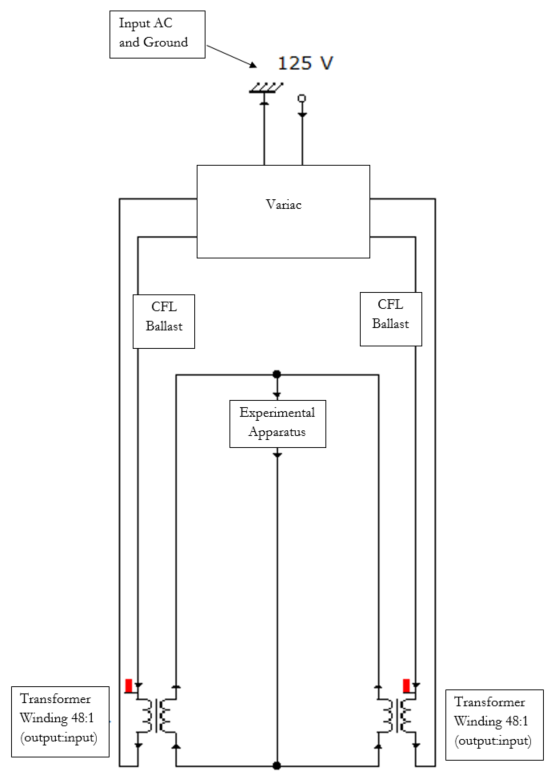 Input AC
and Ground
125 V
Variac
CFL
Ballast
CFL
Ballast
Experimental
Apparatus
Transformer
Winding 48:1
(output:input)
Transformer
Winding 48:1
(output:input)